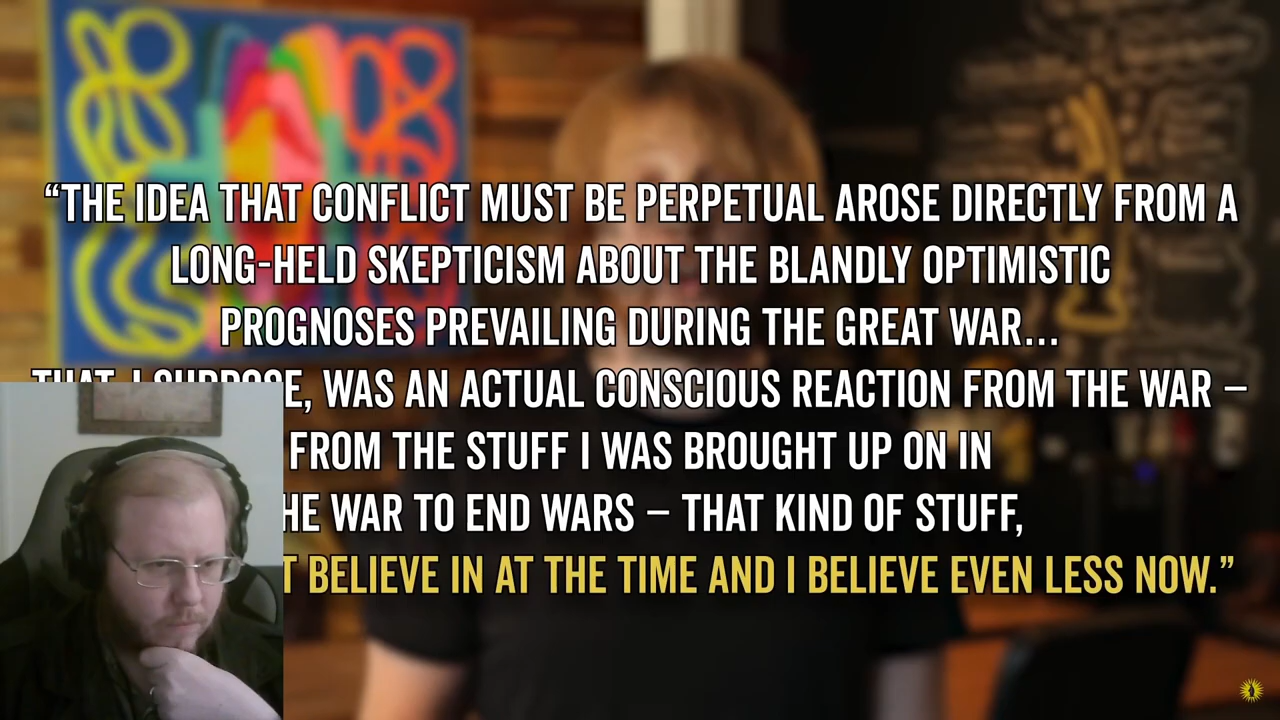 “THE IDEA THAT CONFLICT MUST BE PERPETUAL AROSE DIRECTLY FROM A
LONG-HELD SKEPTICISM ABOUT THE BLANDLY OPTIMISTIC
PROGNOSES PREVAILING DURING THE GREAT WAR...
WAS AN ACTUAL CONSCIOUS REACTION FROM THE WAR –
FROM THE STUFF I WAS BROUGHT UP ON IN
WAR TO END WARS – THAT KIND OF STUFF,
BELIEVE IN AT THE TIME AND I BELIEVE EVEN LESS NOW.”